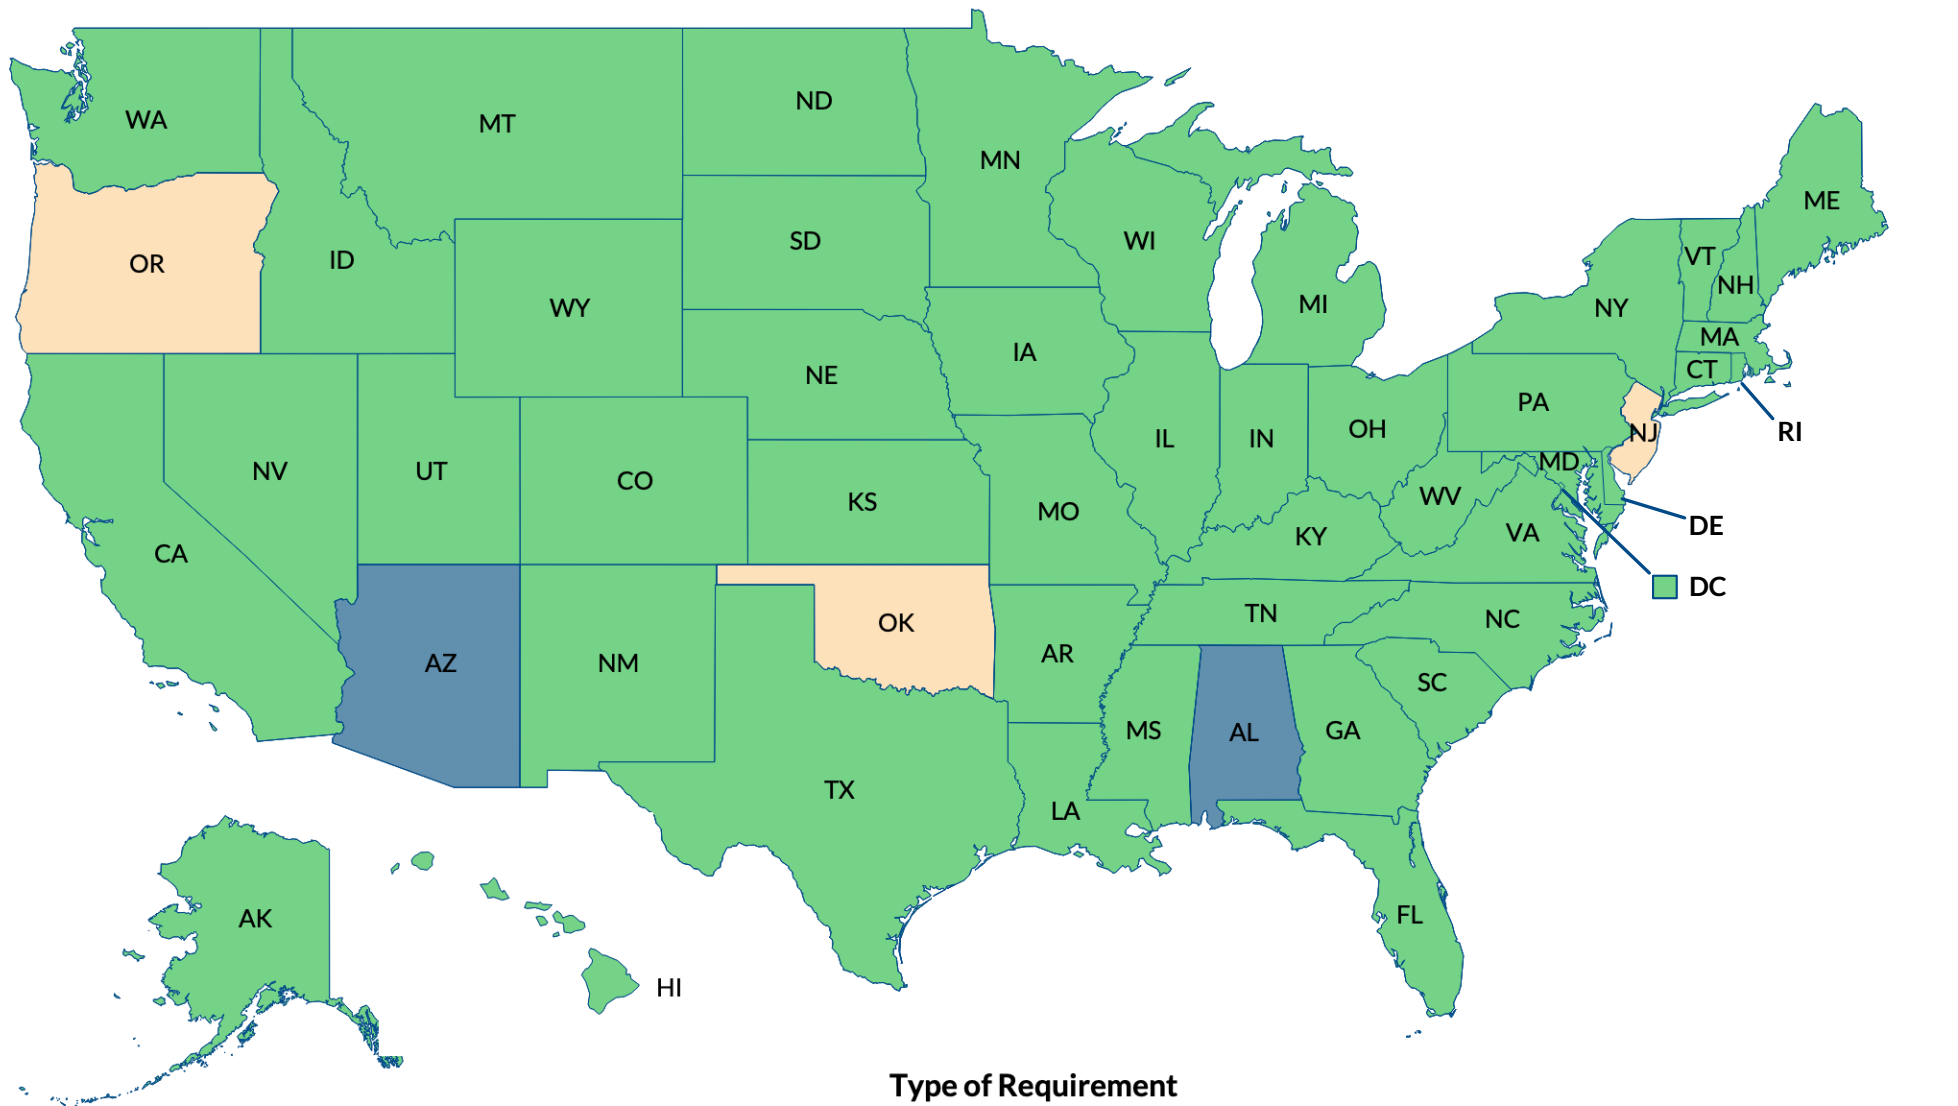 WA
MT
ND
MN
ME
OR
ID
SD
WI
VT
NH
WY
MI
NY
MA
IA
NE
CT
PA
RI
NV
UT
CO
IL
IN
OH
NJ
MD
KS
MO
WV
DE
CA
KY
VA
DC
OK
TN
NC
AZ
NM
AR
SC
MS
AL
GA
TX
LA
AK
FL
HI
Type of Requirement